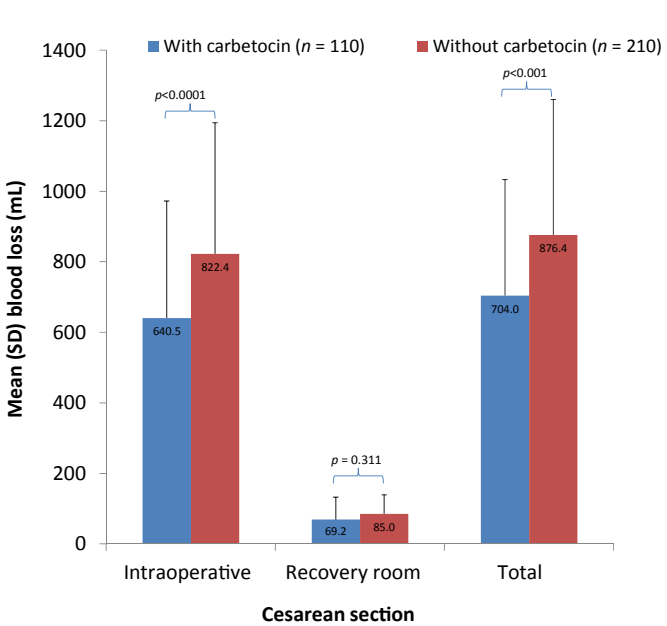 With carbetocin (n = 110) Without carbetocin (n = 210)
Mean (SD) blood loss (mL)
1400
1200
1000
800
600
400
200
0
p<0.0001
640.5
822.4
p = 0.311
69.2
85.0
p<0.001
704.0
876.4
Intraoperative Recovery room Total
Cesarean section